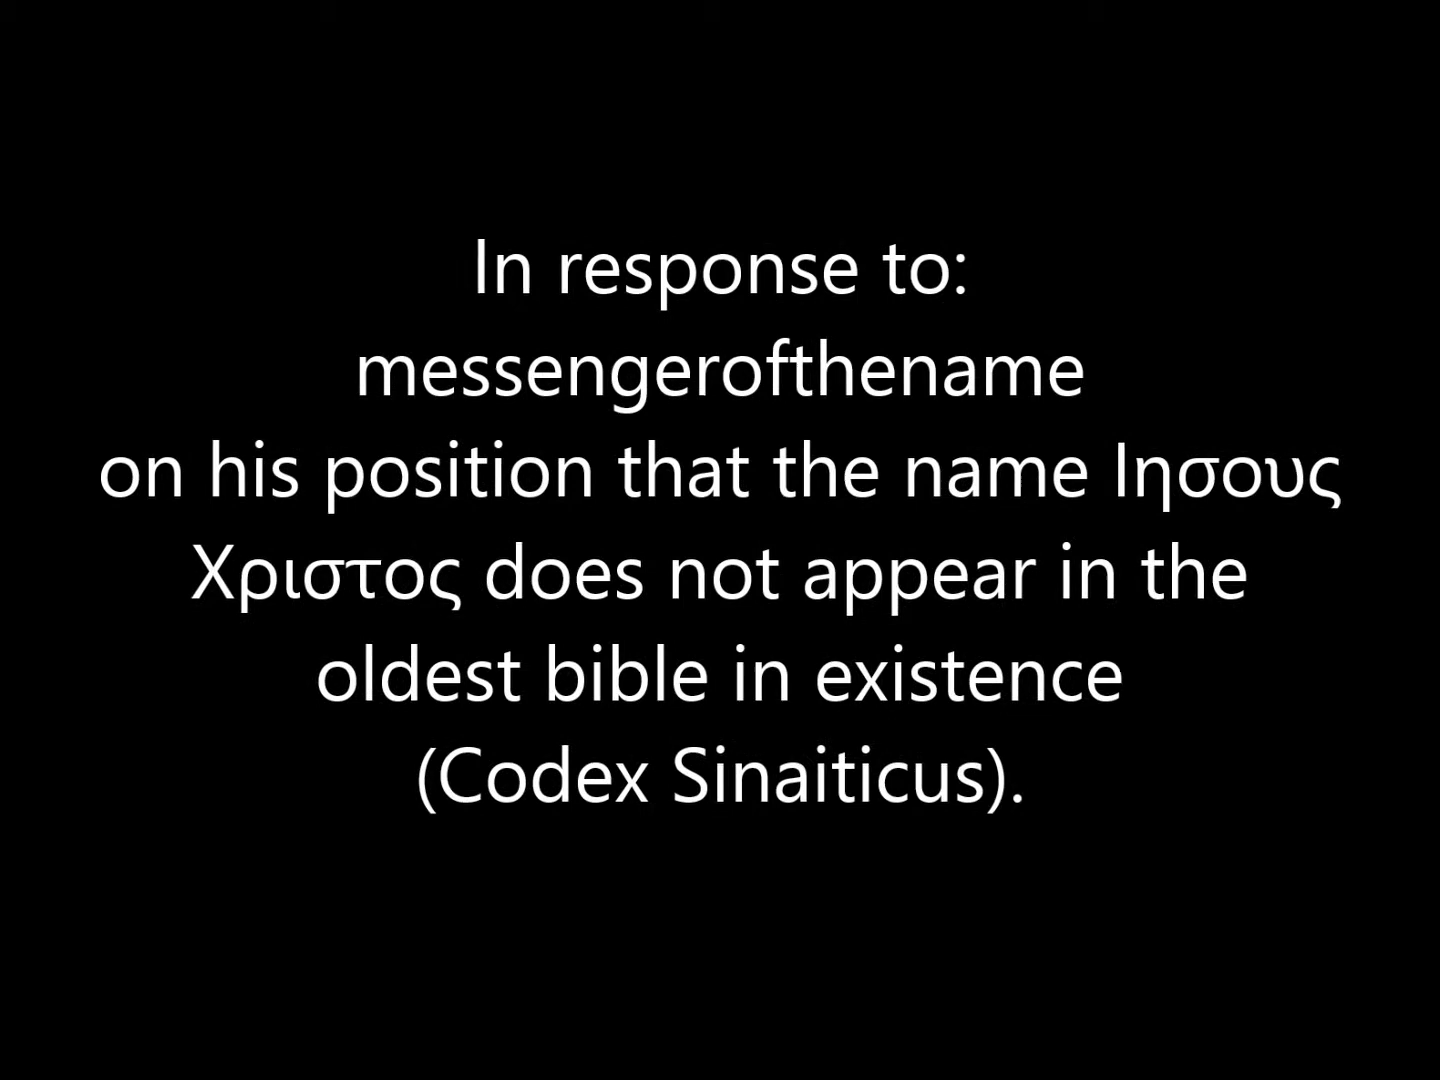 In response to:
messengerofthename
on his position that the name Ιησους
Χριστος does not appear in the
oldest bible in existence
(Codex Sinaiticus).